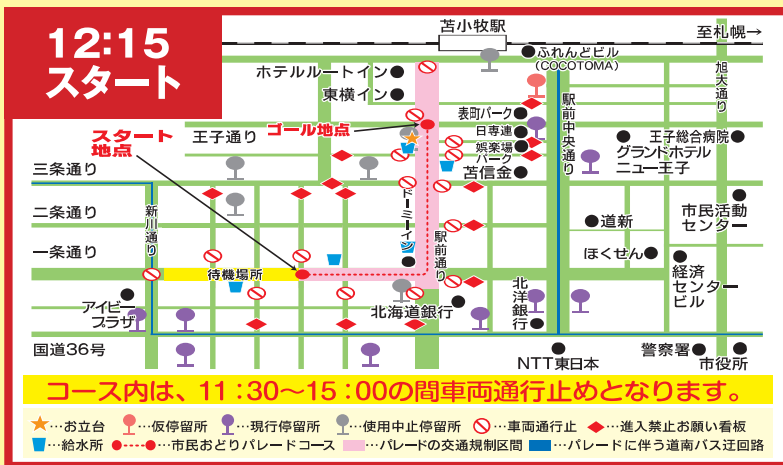 12:15
スタート
苫小牧駅
至札幌→
ふれんどビル
(COCOTOMA)
ホテルルートイン
東横イン
旭大通り
表町パーク
日専連
娯楽場
パーク
苫信金
駅前中央通り
王子総合病院
グランドホテル
ニュー王子
スタート
地点
王子通り
ゴール地点
三条通り
二条通り
一条通り
新川通り
ドーミーイン
駅前通り
道新
ほくせん
市民活動
センター
経済
センター
ビル
待機場所
アイビー
プラザ
北海道銀行
北洋銀行
国道36号
NTT東日本
警察署
市役所
コース内は、11:30〜15:00の間車両通行止めとなります。
…お立台 …仮停留所 …現行停留所 …使用中止停留所 …車両通行止 …進入禁止お願い看板
…給水所 …市民おどりパレードコース …パレードの交通規制区間 …パレードに伴う道南バス迂回路